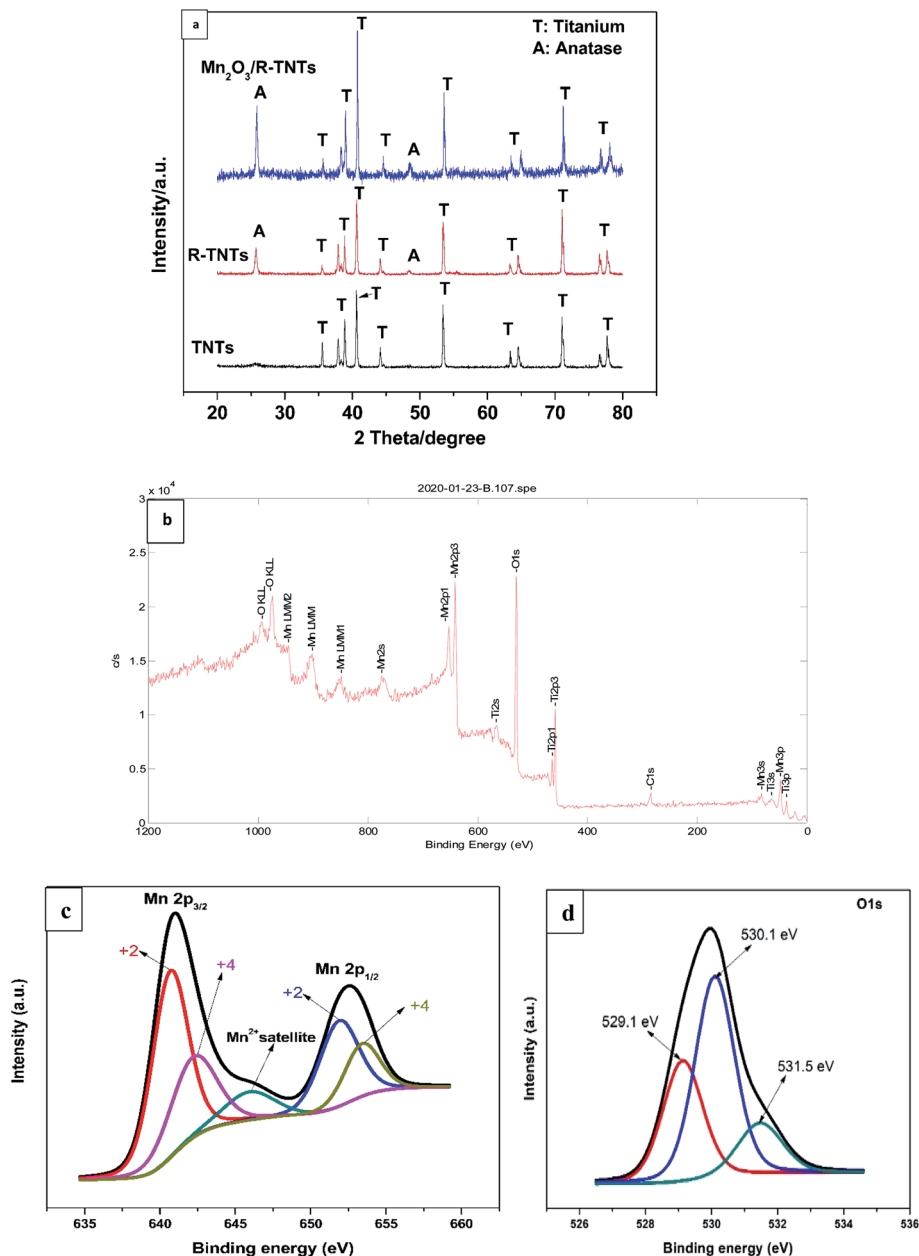 a
T
T: Titanium
A: Anatase
Mn₂O₃/R-TNTs
A
T
T
T
T
T
A
T
T
T
R-TNTs
A
T
T
T
A
T
T
T
T
TNTs
T
T
T
T
T
T
T
T
Intensity/a.u.
20 30 40 50 60 70 80
2 Theta/degree
b
2020-01-23-B.107.spe
x 10⁴
3
2.5
2
1.5
1
0.5
0
c/s
-O KLL
-O KLL
-Mn LMM2
-Mn LMM
-Mn LMM1
-Mn2s
-Mn2p1
-Mn2p3
-Ti2s
-O1s
-Ti2p1
-Ti2p3
-C1s
-Mn3s
-Ti3s
-Mn3p
-Ti3p
1200 1000 800 600 400 200 0
Binding Energy (eV)
c
Mn 2p₃/₂
+2
+4
Mn²⁺satellite
Mn 2p₁/₂
+2
+4
Intensity (a.u.)
635 640 645 650 655 660
Binding energy (eV)
d
O1s
530.1 eV
529.1 eV
531.5 eV
Intensity (a.u.)
526 528 530 532 534 536
Binding energy (eV)